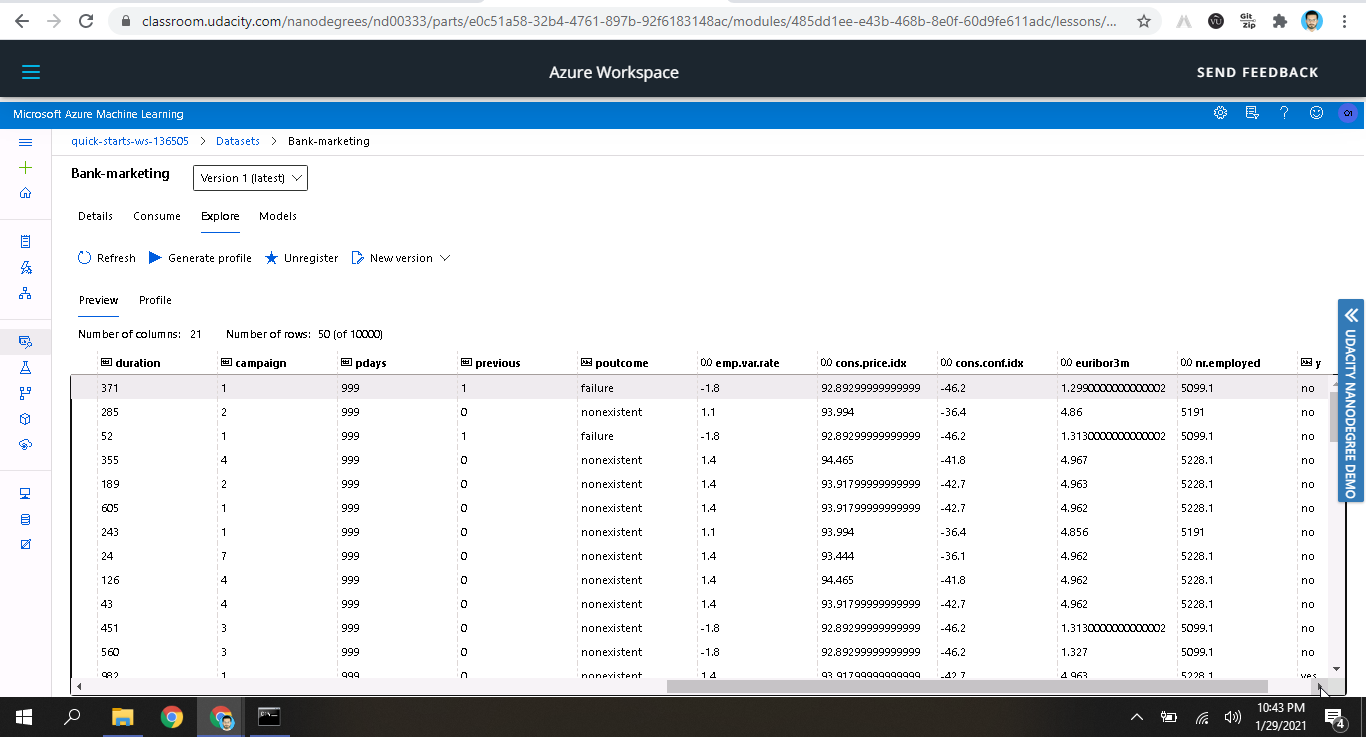 classroom.udacity.com/nanodegrees/nd00333/parts/e0c51a58-32b4-4761-897b-92f6183148ac/modules/485dd1ee-e43b-468b-8e0f-60d9fe611adc/lessons/...
Git Zip
Azure Workspace
SEND FEEDBACK
Microsoft Azure Machine Learning
quick-starts-ws-136505 > Datasets > Bank-marketing
Bank-marketing
Version 1 (latest)
Details Consume Explore Models
Refresh Generate profile Unregister New version
Preview Profile
Number of columns: 21 Number of rows: 50 (of 10000)
duration campaign pdays previous poutcome emp.var.rate cons.price.idx cons.conf.idx euribor3m nr.employed y
371 1 999 1 failure -1.8 92.89299999999999 -46.2 1.2990000000000002 5099.1 no
285 2 999 0 nonexistent 1.1 93.994 -36.4 4.86 5191 no
52 1 999 1 failure -1.8 92.89299999999999 -46.2 1.3130000000000002 5099.1 no
355 4 999 0 nonexistent 1.4 94.465 -41.8 4.967 5228.1 no
189 2 999 0 nonexistent 1.4 93.91799999999999 -42.7 4.963 5228.1 no
605 1 999 0 nonexistent 1.4 93.91799999999999 -42.7 4.962 5228.1 no
243 1 999 0 nonexistent 1.1 93.994 -36.4 4.856 5191 no
24 7 999 0 nonexistent 1.4 93.444 -36.1 4.962 5228.1 no
126 4 999 0 nonexistent 1.4 94.465 -41.8 4.962 5228.1 no
43 4 999 0 nonexistent 1.4 93.91799999999999 -42.7 4.962 5228.1 no
451 3 999 0 nonexistent -1.8 92.89299999999999 -46.2 1.3130000000000002 5099.1 no
560 3 999 0 nonexistent -1.8 92.89299999999999 -46.2 1.327 5099.1 no
982 1 999 0 nonexistent 1.4 93.91799999999999 -42.7 4.963 5228.1 yes
UDACITY NANODEGREE DEMO
10:43 PM
1/29/2021
4